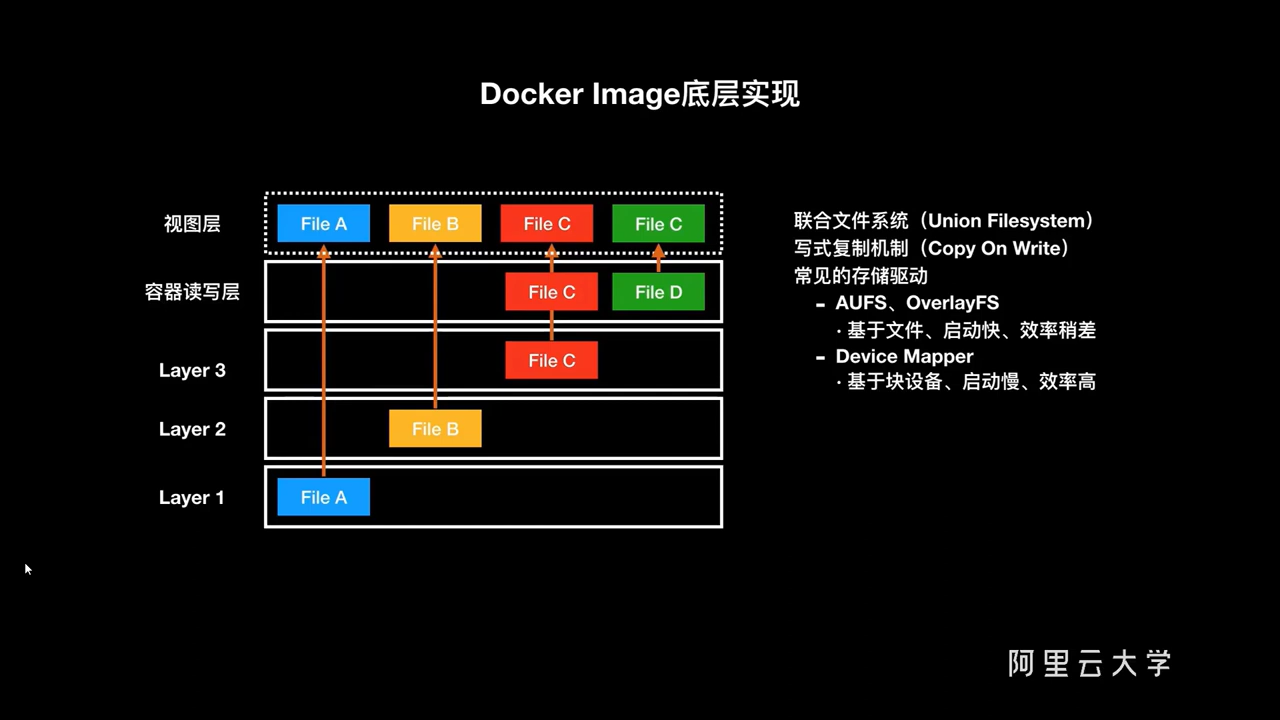 Docker Image底层实现
视图层
File A
File B
File C
File C
容器读写层
File C
File D
Layer 3
File C
Layer 2
File B
Layer 1
File A
联合文件系统（Union Filesystem）
写式复制机制（Copy On Write）
常见的存储驱动
- AUFS、OverlayFS
· 基于文件、启动快、效率稍差
- Device Mapper
· 基于块设备、启动慢、效率高
阿里云大学